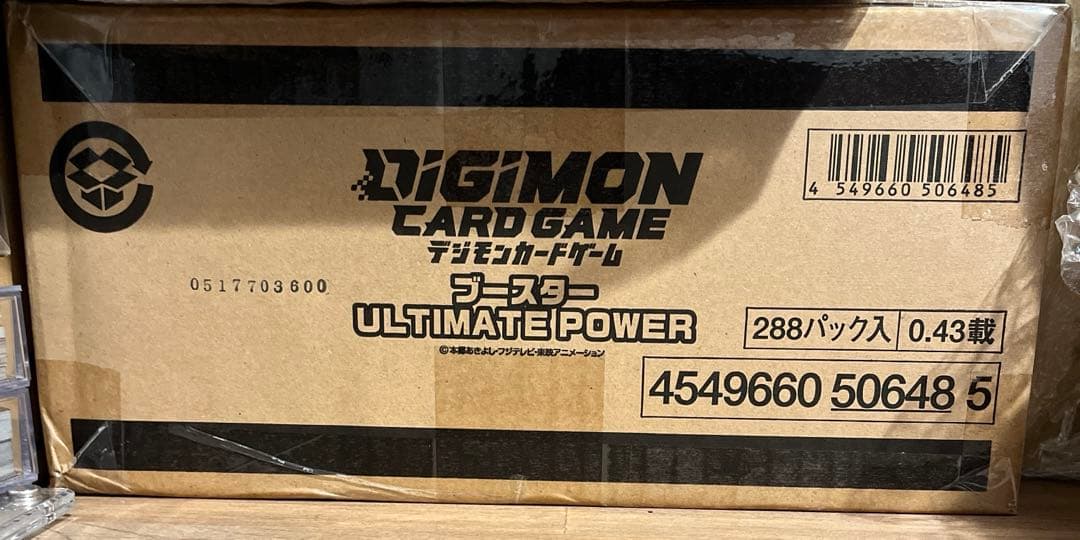 DIGIMON
CARD GAME
デジモンカードゲーム
ブースター
ULTIMATE POWER
©本郷あきよし・フジテレビ・東映アニメーション
0517703600
4 549660 506485
288パック入 0.43載
4549660 50648 5